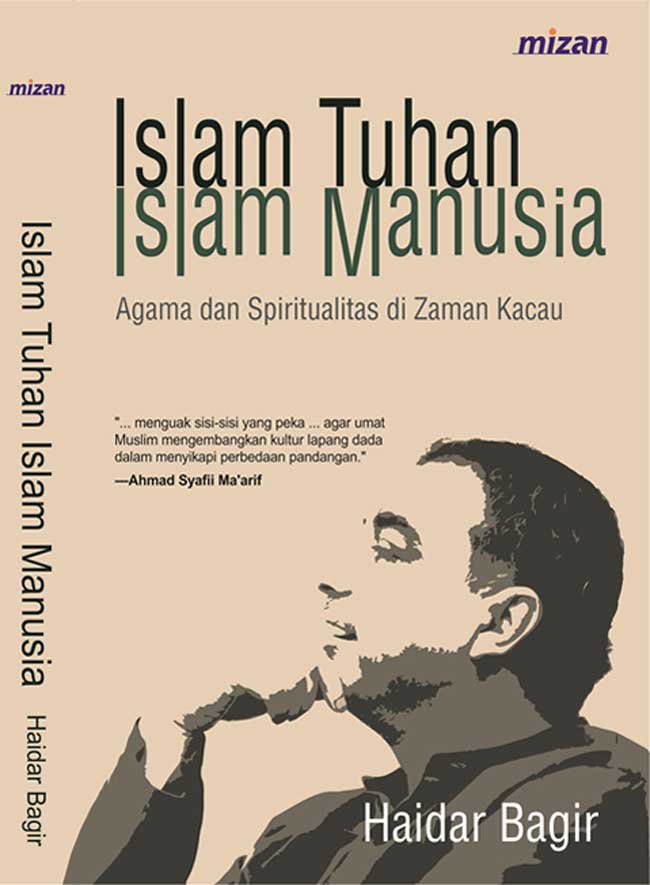 mizan
Islam Tuhan Islam Manusia
Haidar Bagir
mizan
Islam Tuhan
Islam Manusia
Agama dan Spiritualitas di Zaman Kacau
"... menguak sisi-sisi yang peka ... agar umat
Muslim mengembangkan kultur lapang dada
dalam menyikapi perbedaan pandangan."
—Ahmad Syafii Ma'arif
Haidar Bagir